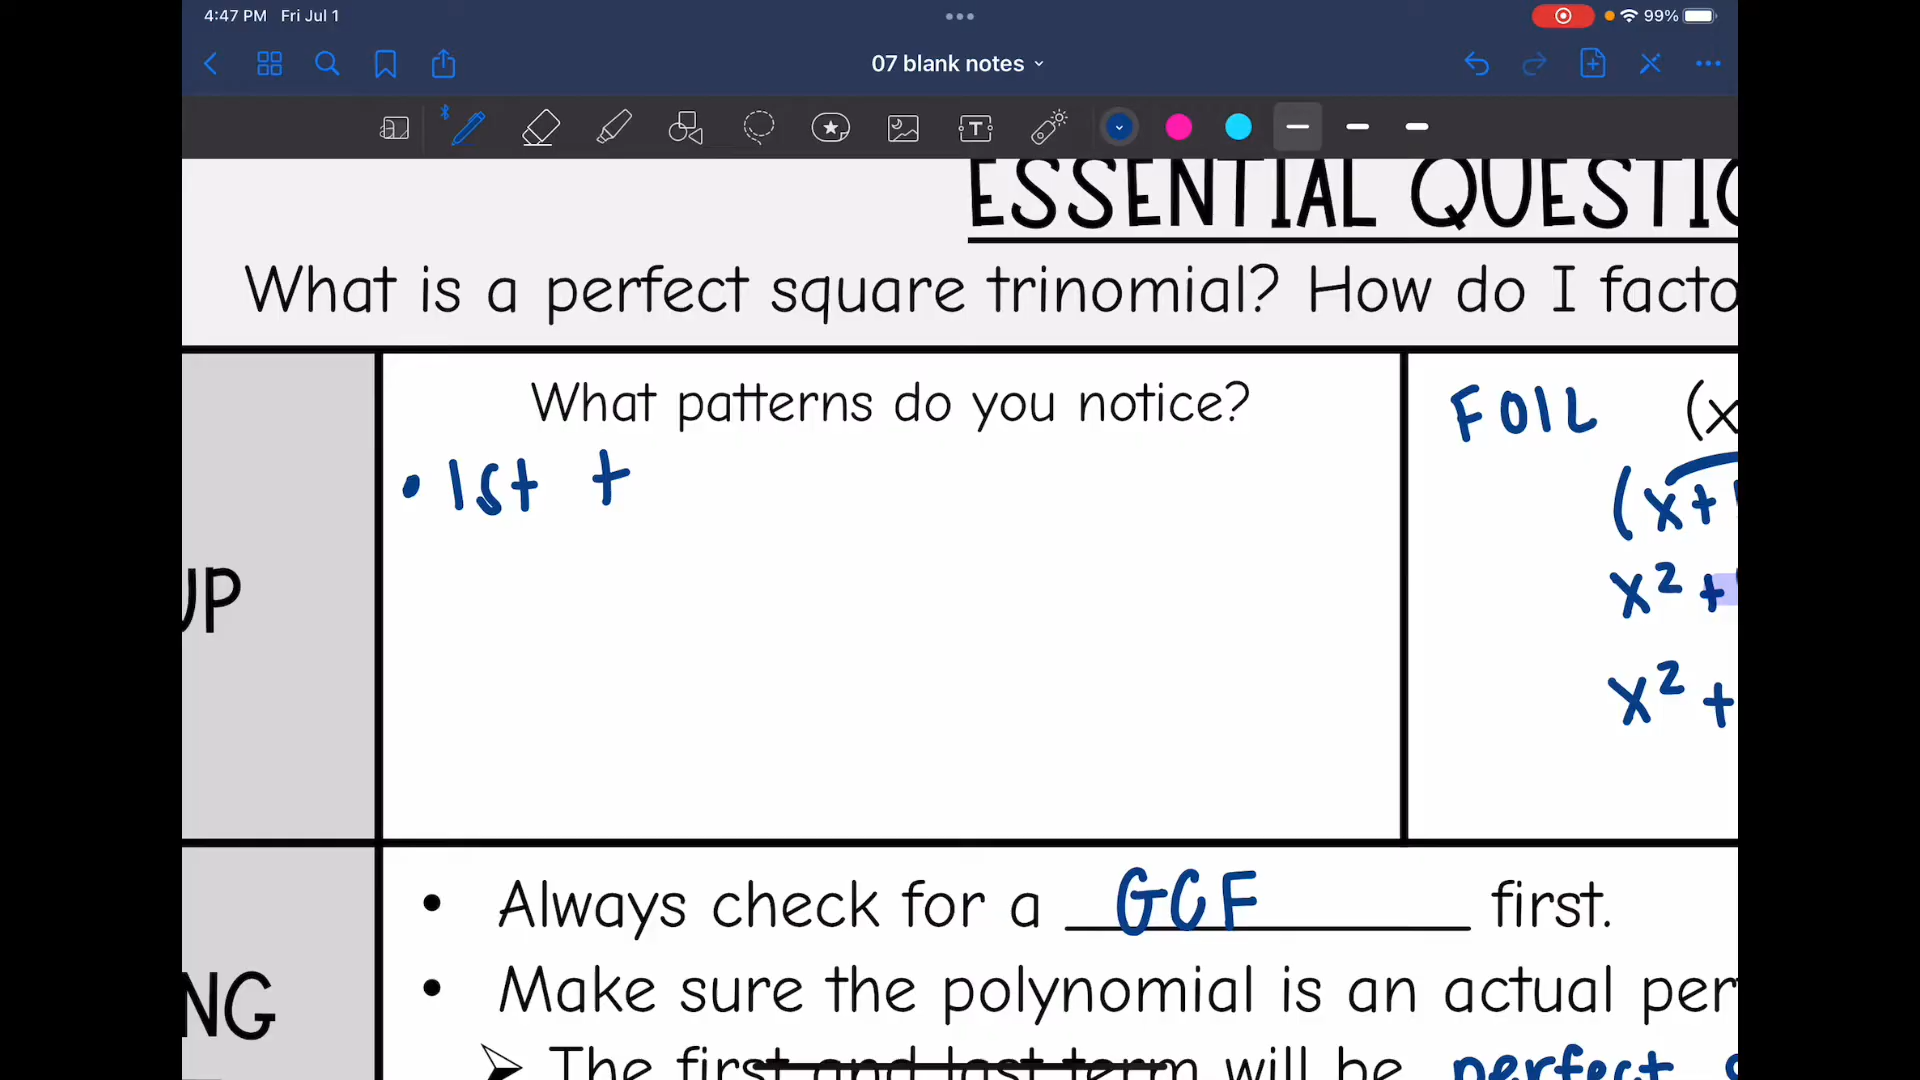 4:47 PM Fri Jul 1
99%
07 blank notes
ESSENTIAL QUESTIO
What is a perfect square trinomial? How do I facto
What patterns do you notice?
• 1st t
FOIL (x
(x+
x² +
x² +
UP
• Always check for a GCF first.
• Make sure the polynomial is an actual per
NG
➢ The first and last term will be perfect s